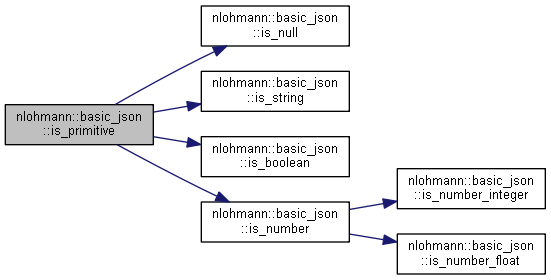 nlohmann::basic_json
::is_null
nlohmann::basic_json
::is_string
nlohmann::basic_json
::is_primitive
nlohmann::basic_json
::is_boolean
nlohmann::basic_json
::is_number
nlohmann::basic_json
::is_number_integer
nlohmann::basic_json
::is_number_float